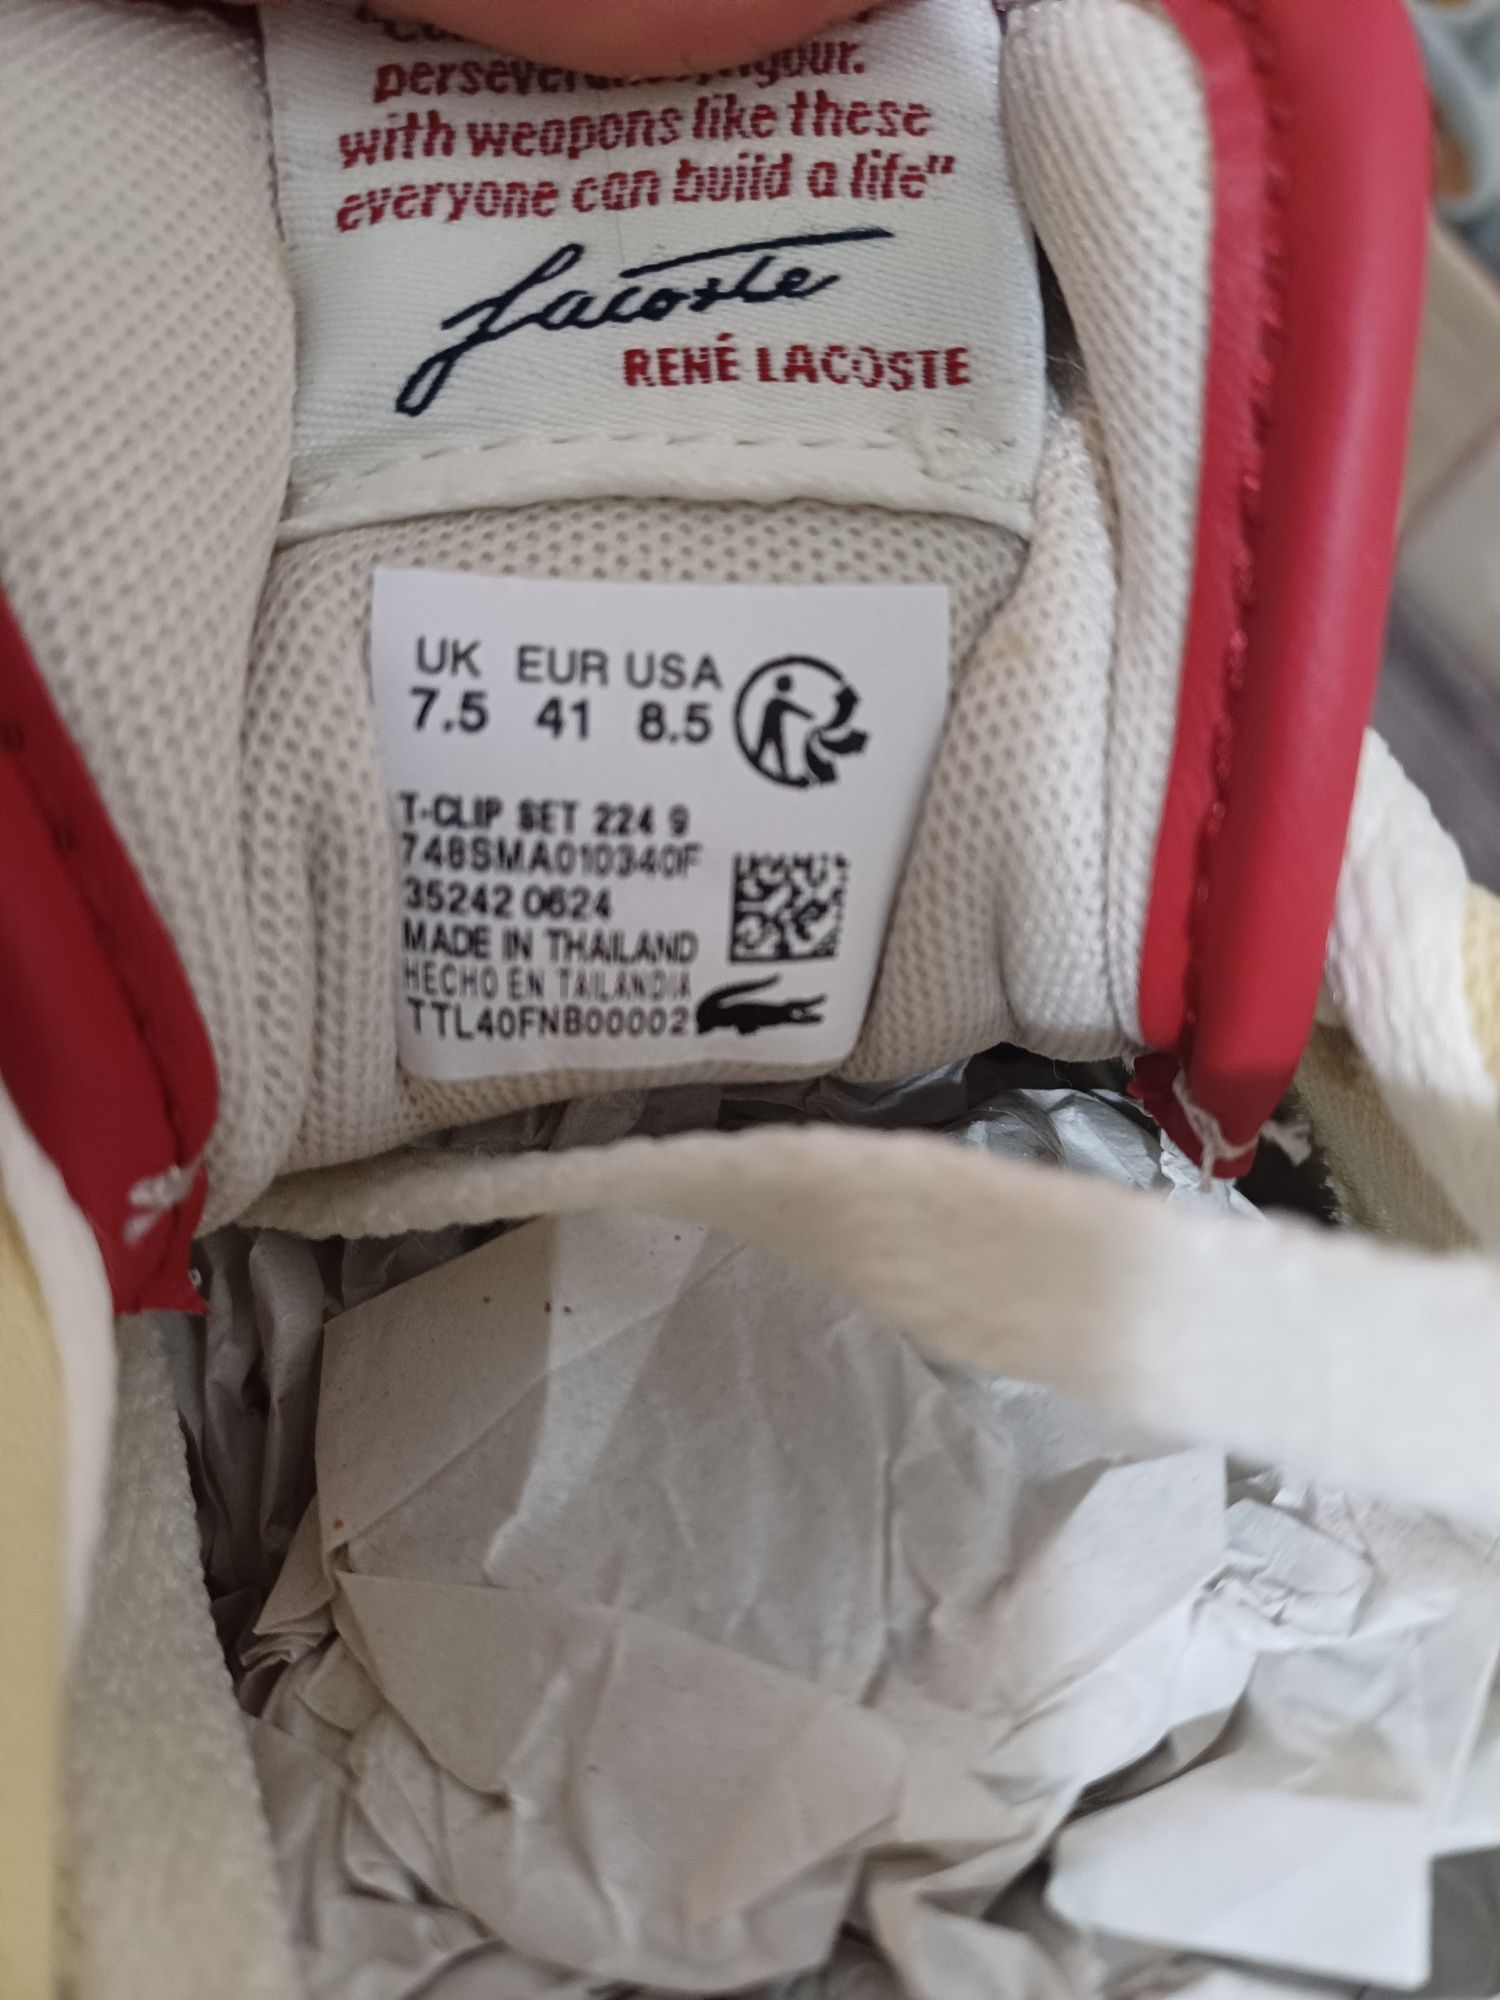 with weapons like these
everyone can build a life"
Lacoste
RENÉ LACOSTE
UK EUR USA
7.5 41 8.5
T-CLIP SET 224 9
748SMA010340F
35242 0624
MADE IN THAILAND
HECHO EN TAILANDIA
TTL40FNB00002